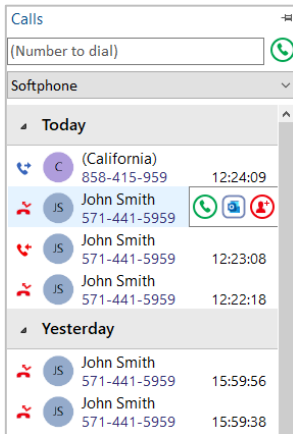 Calls
(Number to dial)
Softphone
Today
C
(California)
858-415-959
12:24:09
JS
John Smith
571-441-5959
JS
John Smith
571-441-5959
12:23:08
JS
John Smith
571-441-5959
12:22:18
Yesterday
JS
John Smith
571-441-5959
15:59:56
JS
John Smith
571-441-5959
15:59:38